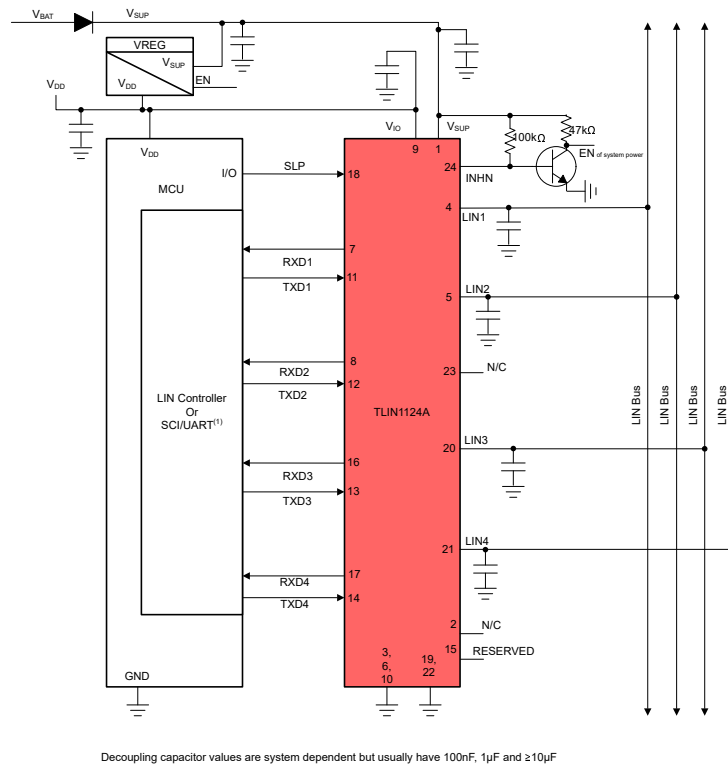 VBAT
VSUP
VREG
VSUP
VDD
EN
VDD
VIO
VSUP
100kΩ
47kΩ
EN of system power
VDD
9
1
I/O
SLP
18
24
INHN
MCU
4
LIN1
7
RXD1
11
TXD1
5
LIN2
8
RXD2
12
TXD2
23
N/C
LIN Controller
Or
SCI/UART(1)
TLIN1124A
LIN Bus
LIN Bus
LIN Bus
LIN Bus
20
LIN3
16
RXD3
13
TXD3
21
LIN4
17
RXD4
14
TXD4
2
N/C
15
RESERVED
3,
6,
10
19,
22
GND
Decoupling capacitor values are system dependent but usually have 100nF, 1µF and ≥10µF